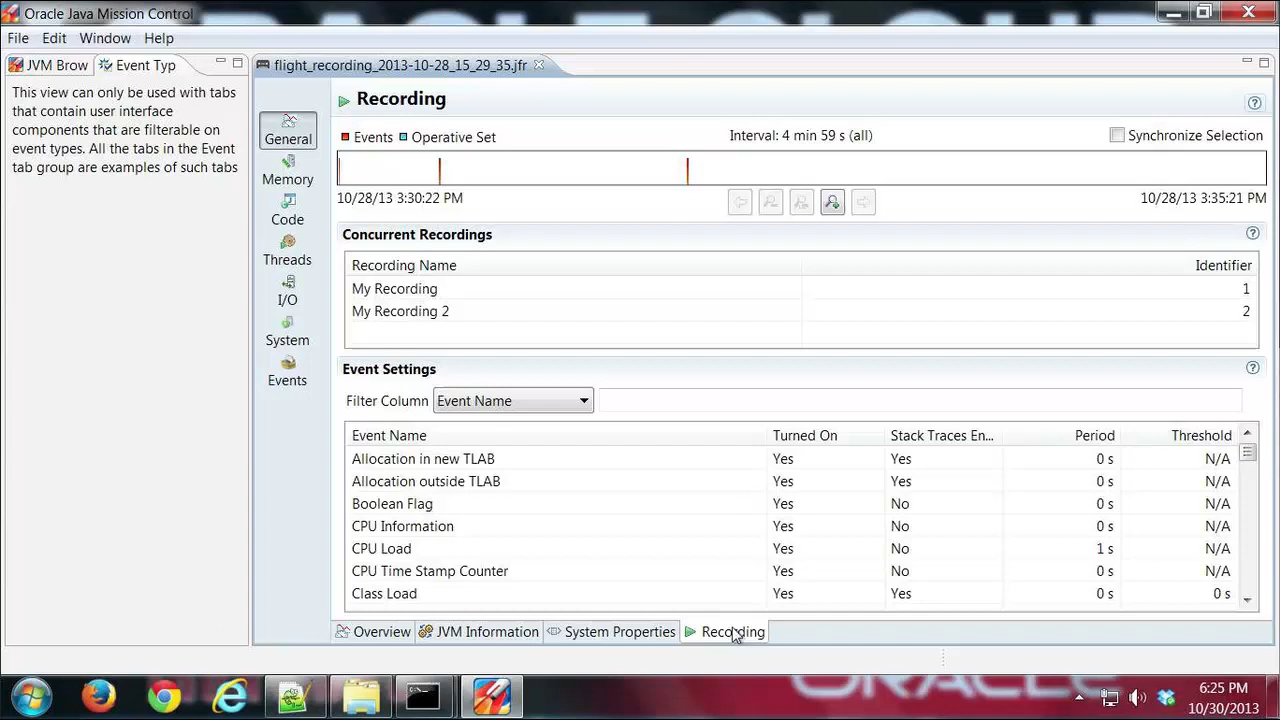 Oracle Java Mission Control
File Edit Window Help
JVM Brow
Event Typ
This view can only be used with tabs
that contain user interface
components that are filterable on
event types. All the tabs in the Event
tab group are examples of such tabs
flight_recording_2013-10-28_15_29_35.jfr
General
Memory
Code
Threads
I/O
System
Events
Recording
Events Operative Set
Interval: 4 min 59 s (all)
Synchronize Selection
10/28/13 3:30:22 PM
10/28/13 3:35:21 PM
Concurrent Recordings
Recording Name Identifier
My Recording 1
My Recording 2 2
Event Settings
Filter Column Event Name
Event Name Turned On Stack Traces En... Period Threshold
Allocation in new TLAB Yes Yes 0 s N/A
Allocation outside TLAB Yes Yes 0 s N/A
Boolean Flag Yes No 0 s N/A
CPU Information Yes No 0 s N/A
CPU Load Yes No 1 s N/A
CPU Time Stamp Counter Yes No 0 s N/A
Class Load Yes Yes 0 s 0 s
Overview JVM Information System Properties Recording
ORACLE
6:25 PM
10/30/2013